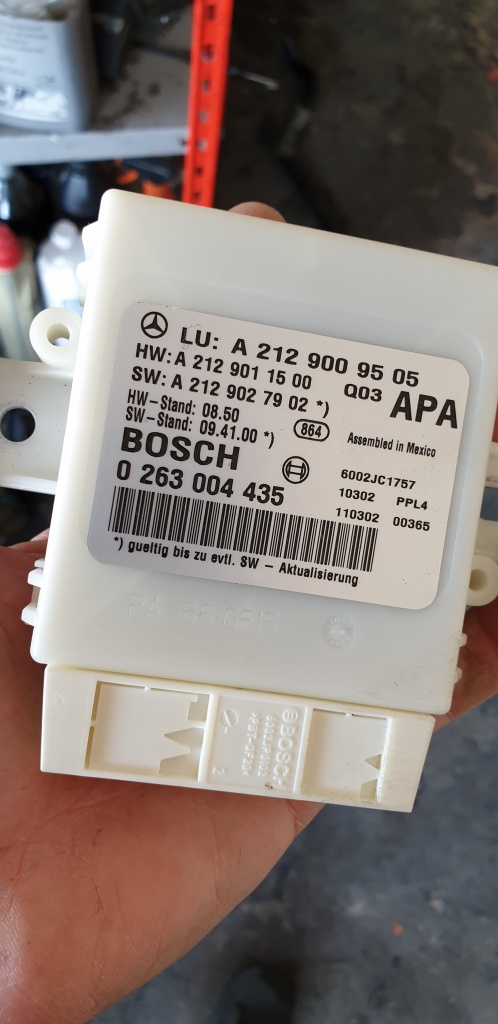 LU: A 212 900 95 05
HW: A 212 901 15 00 Q03 APA
SW: A 212 902 79 02 *)
HW-Stand: 08.50
SW-Stand: 09.41.00 *) 864 Assembled in Mexico
BOSCH 6002JC1757
0 263 004 435 10302 PPL4
110302 00365
*) gueltig bis zu evtl. SW - Aktualisierung
BOSCH
2